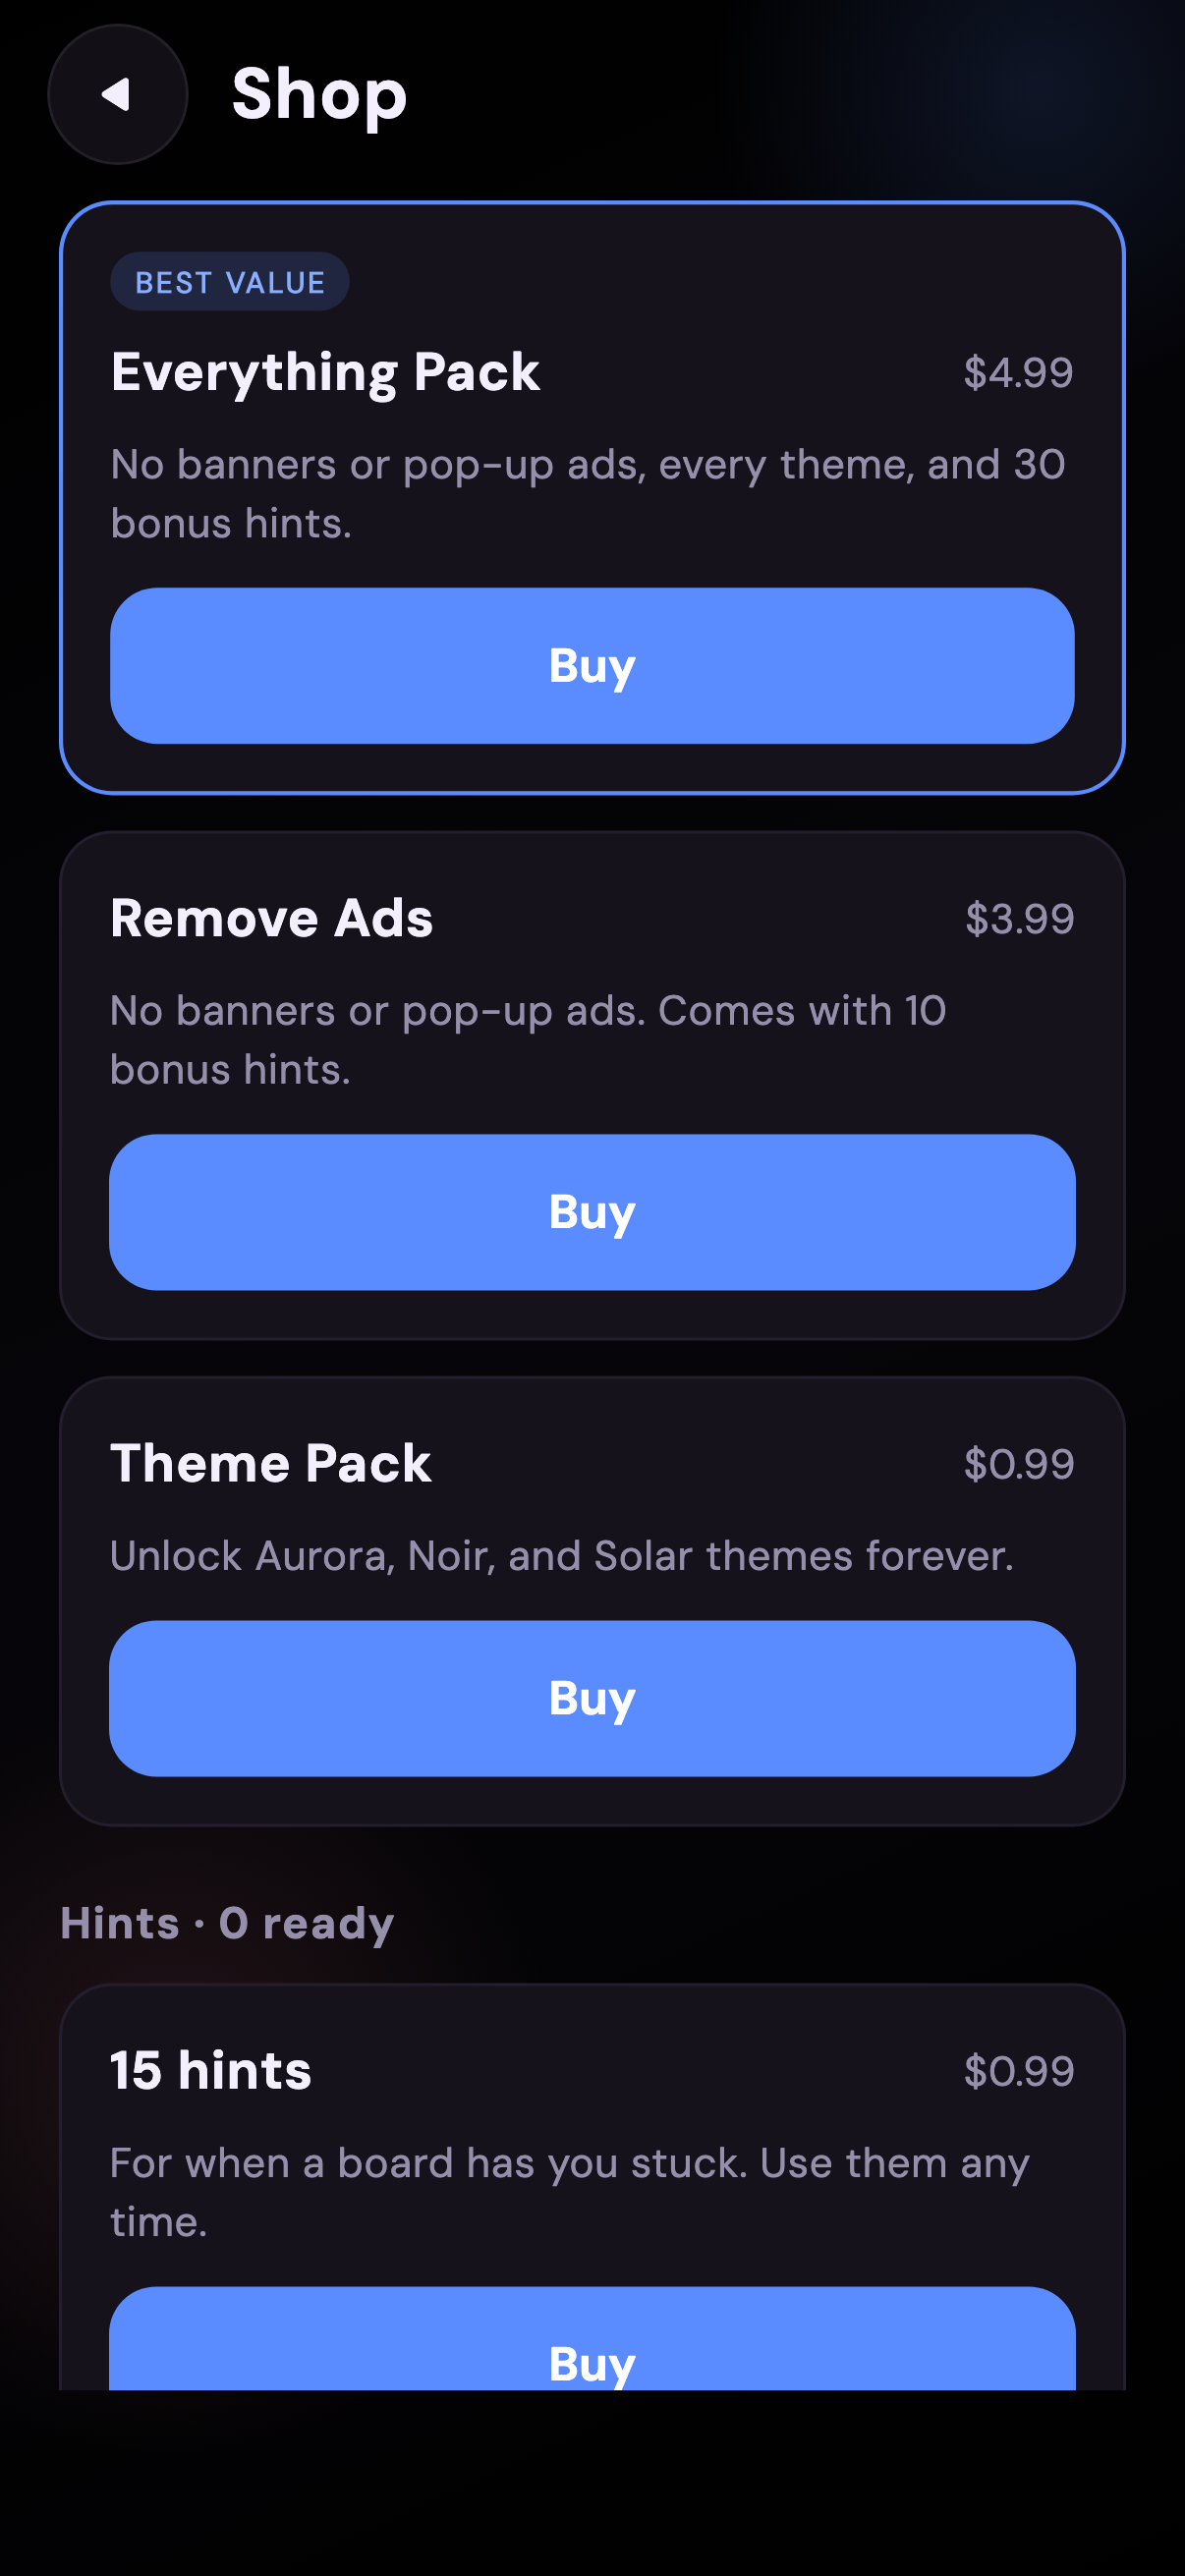 Shop
BEST VALUE
Everything Pack
$4.99
No banners or pop-up ads, every theme, and 30
bonus hints.
Buy
Remove Ads
$3.99
No banners or pop-up ads. Comes with 10
bonus hints.
Buy
Theme Pack
$0.99
Unlock Aurora, Noir, and Solar themes forever.
Buy
Hints · 0 ready
15 hints
$0.99
For when a board has you stuck. Use them any
time.
Buy